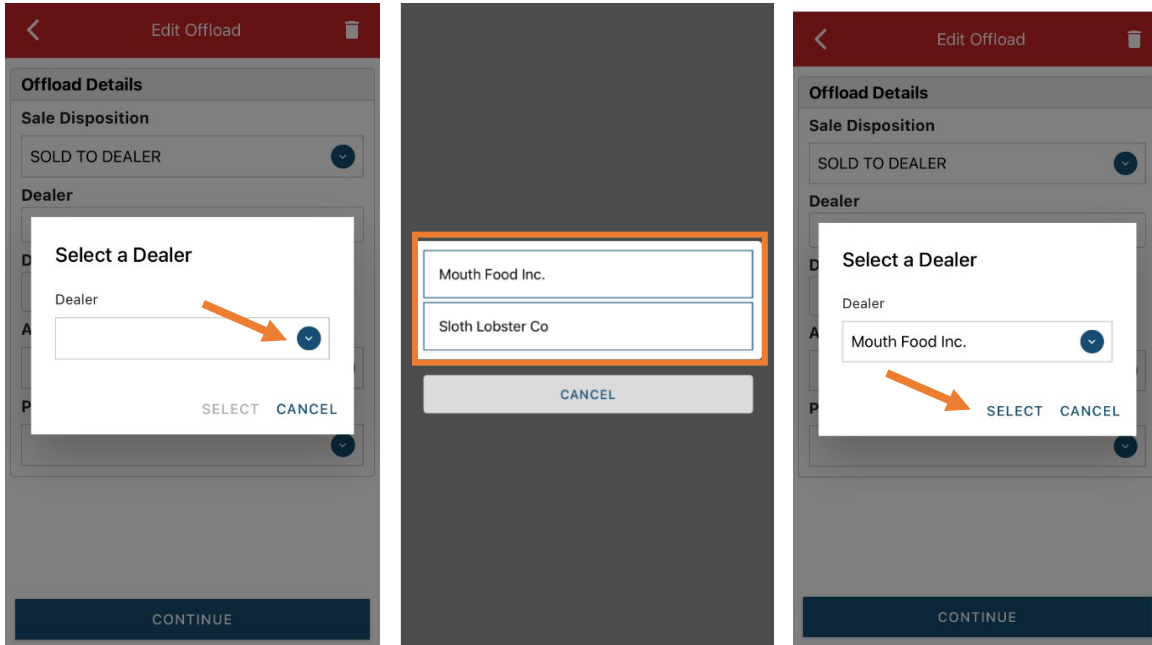 Edit Offload
Offload Details
Sale Disposition
SOLD TO DEALER
Dealer
D
Select a Dealer
Dealer
A
P
SELECT CANCEL
CONTINUE
Mouth Food Inc.
Sloth Lobster Co
CANCEL
Edit Offload
Offload Details
Sale Disposition
SOLD TO DEALER
Dealer
D
Select a Dealer
Dealer
A
Mouth Food Inc.
P
SELECT CANCEL
CONTINUE